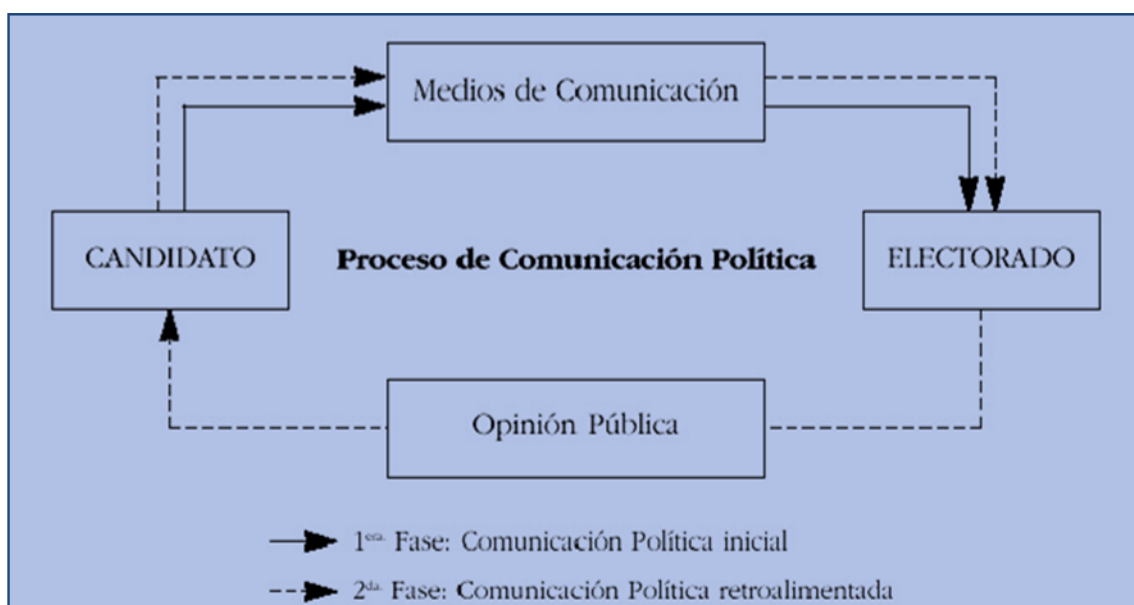 Medios de Comunicación
CANDIDATO
Proceso de Comunicación Política
ELECTORADO
Opinión Pública
1era. Fase: Comunicación Política inicial
2da. Fase: Comunicación Política retroalimentada